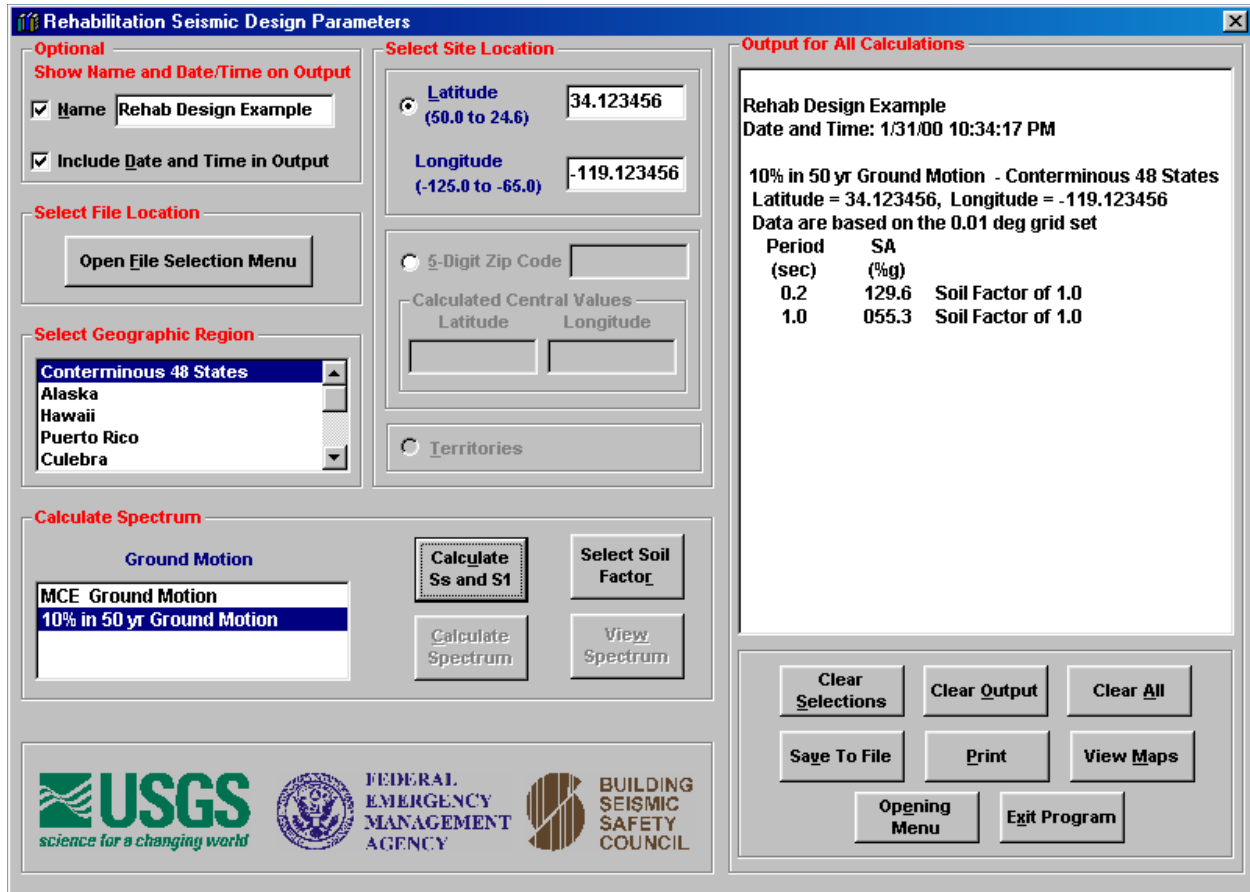 Rehabilitation Seismic Design Parameters
Optional
Show Name and Date/Time on Output
Name Rehab Design Example
Include Date and Time in Output
Select File Location
Open File Selection Menu
Select Geographic Region
Conterminous 48 States
Alaska
Hawaii
Puerto Rico
Culebra
Select Site Location
Latitude
(50.0 to 24.6)
34.123456
Longitude
(-125.0 to -65.0)
-119.123456
5-Digit Zip Code
Calculated Central Values
Latitude Longitude
Territories
Calculate Spectrum
Ground Motion
MCE Ground Motion
10% in 50 yr Ground Motion
Calculate
Ss and S1
Select Soil
Factor
Calculate
Spectrum
View
Spectrum
USGS
science for a changing world
FEDERAL
EMERGENCY
MANAGEMENT
AGENCY
BUILDING
SEISMIC
SAFETY
COUNCIL
Output for All Calculations
Rehab Design Example
Date and Time: 1/31/00 10:34:17 PM
10% in 50 yr Ground Motion - Conterminous 48 States
Latitude = 34.123456, Longitude = -119.123456
Data are based on the 0.01 deg grid set
Period SA
(sec) (%g)
0.2 129.6 Soil Factor of 1.0
1.0 055.3 Soil Factor of 1.0
Clear
Selections
Clear Output
Clear All
Save To File
Print
View Maps
Opening
Menu
Exit Program